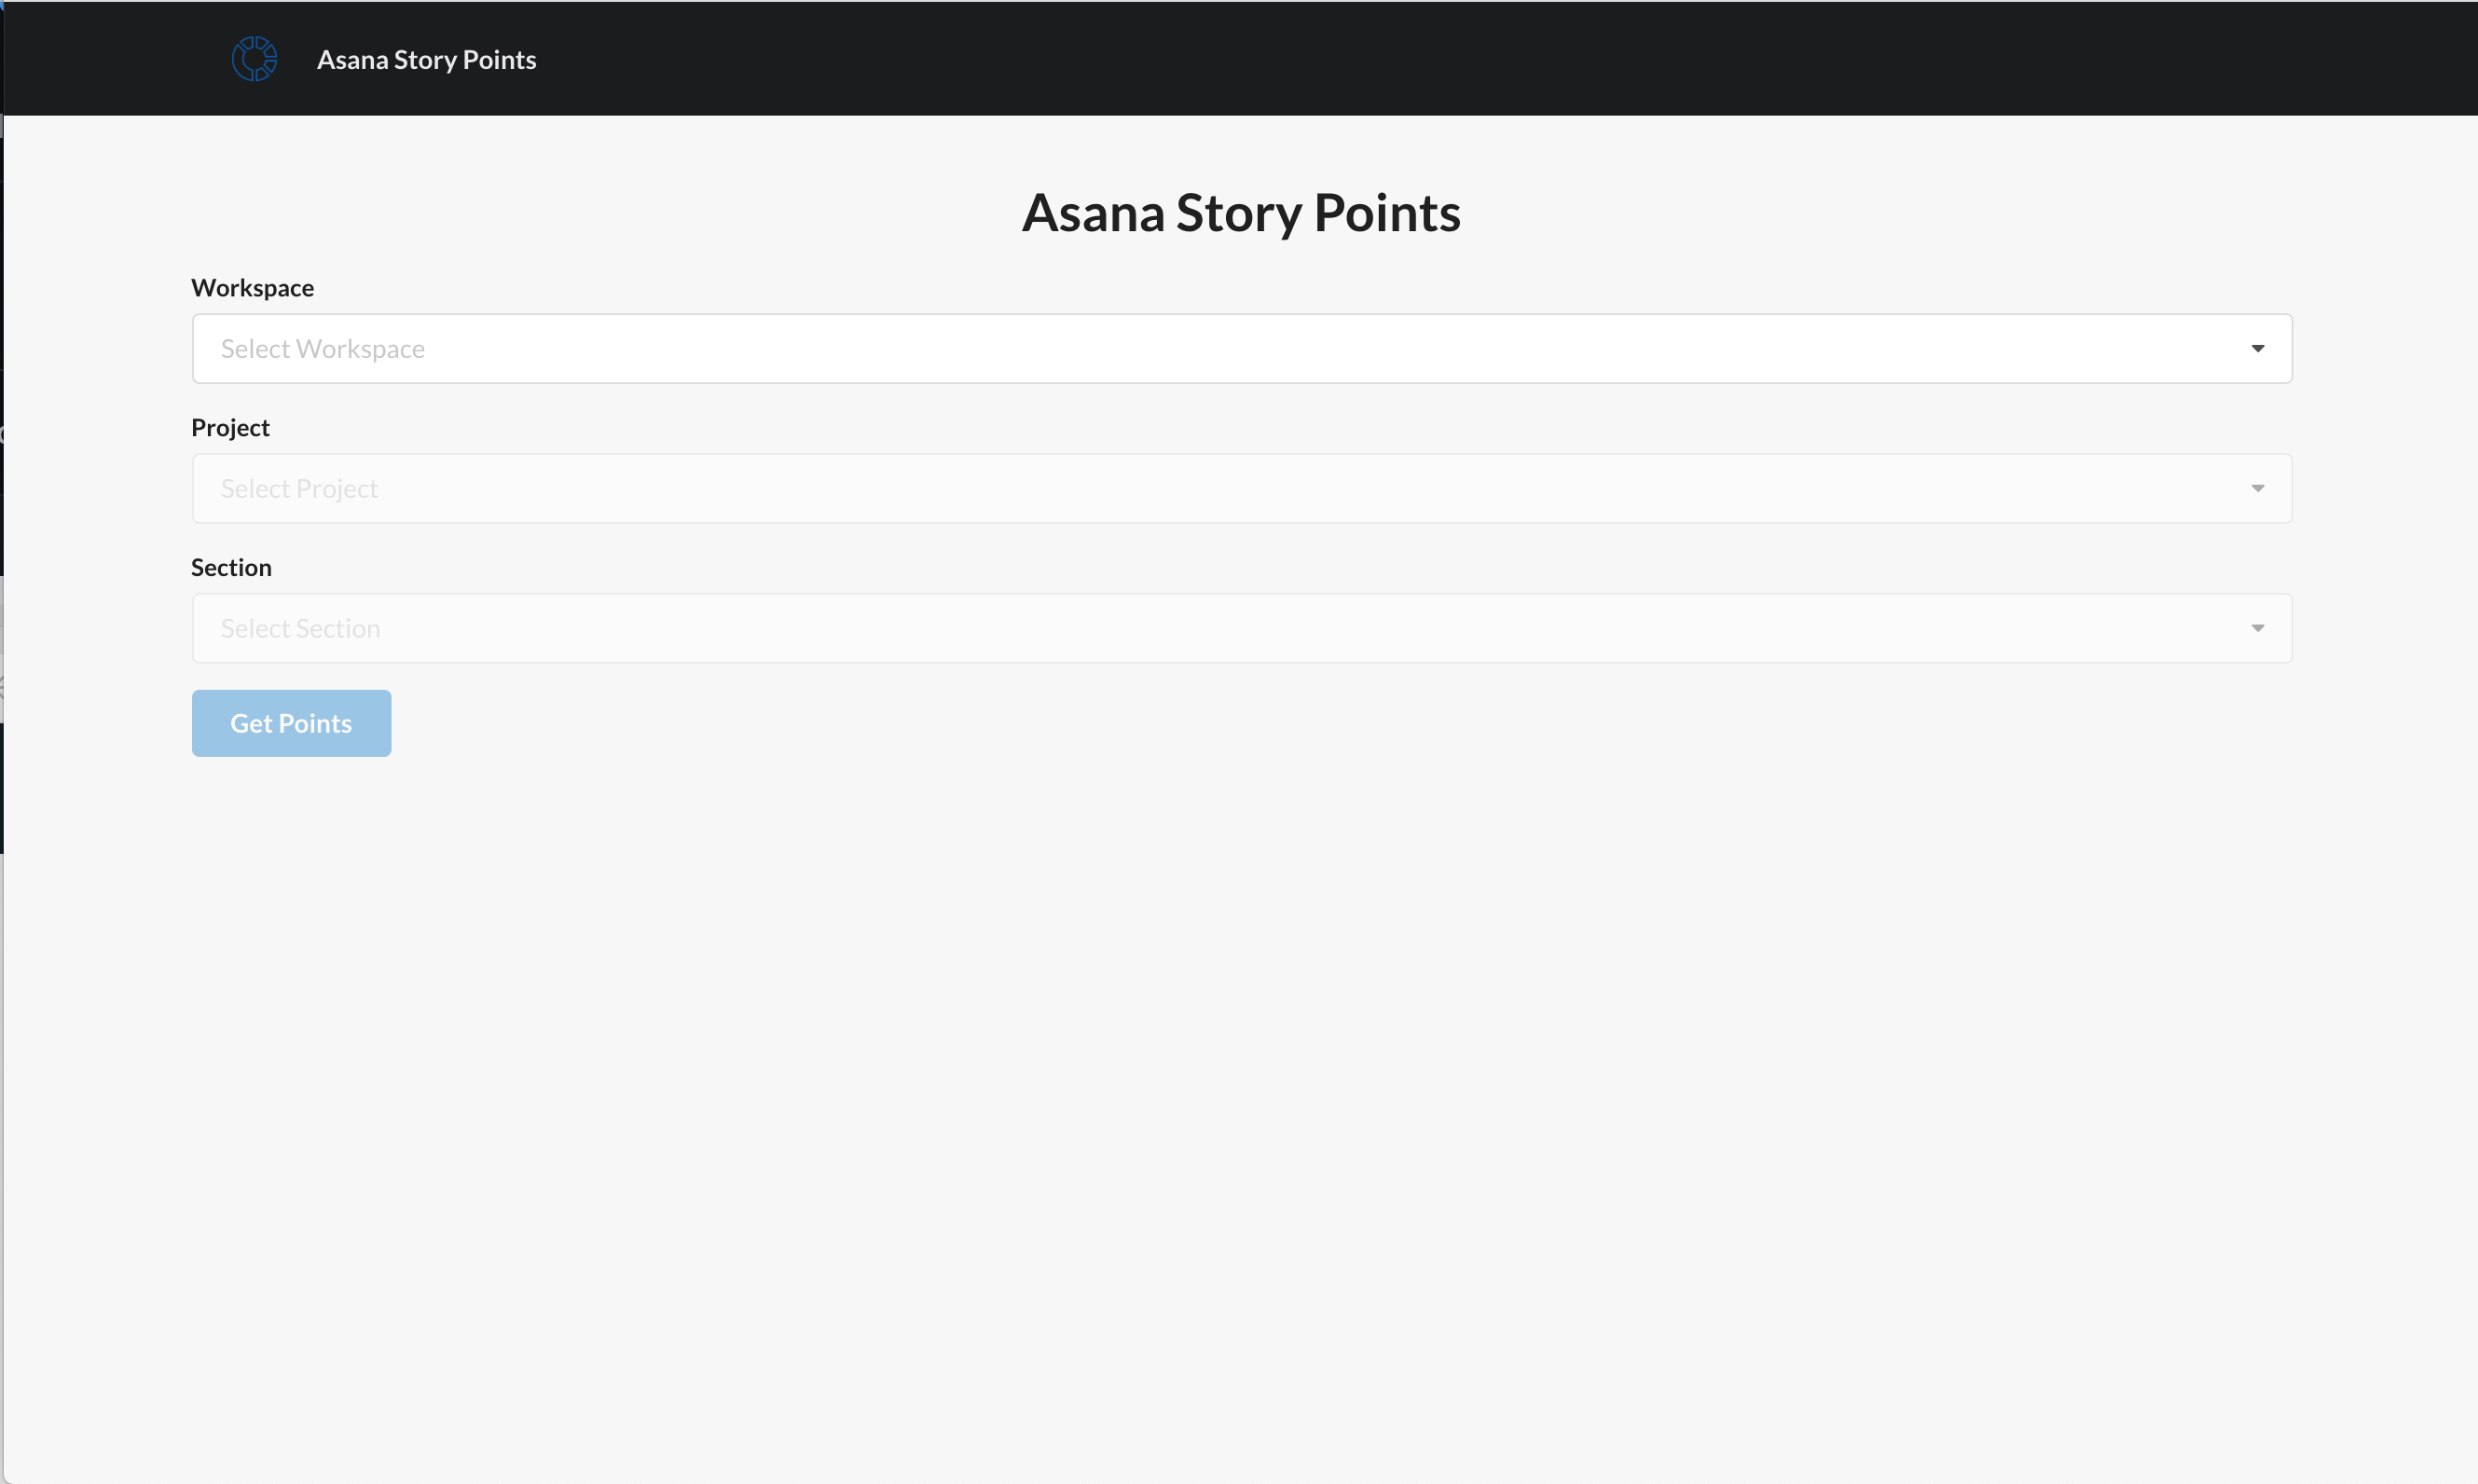 Asana Story Points
Asana Story Points
Workspace
Select Workspace
Project
Select Project
Section
Select Section
Get Points